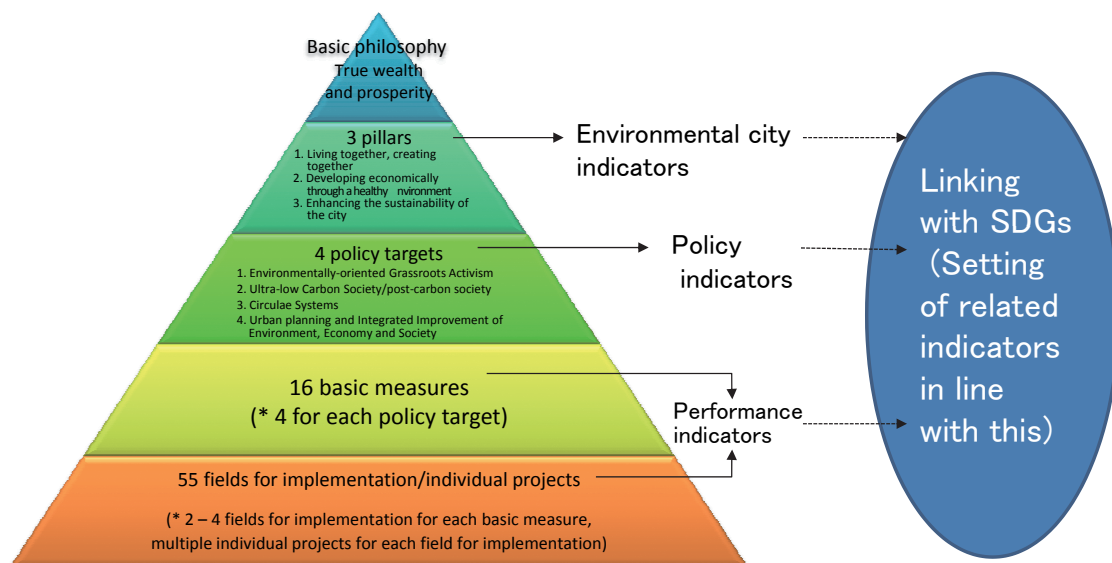 Basic philosophy
True wealth
and prosperity
3 pillars
1. Living together, creating
together
2. Developing economically
through a healthy nvironment
3. Enhancing the sustainability of
the city
4 policy targets
1. Environmentally-oriented Grassroots Activism
2. Ultra-low Carbon Society/post-carbon society
3. Circulae Systems
4. Urban planning and Integrated Improvement of
Environment, Economy and Society
16 basic measures
(* 4 for each policy target)
55 fields for implementation/individual projects
(* 2 – 4 fields for implementation for each basic measure,
multiple individual projects for each field for implementation)
Environmental city
indicators
Policy
indicators
Performance
indicators
Linking
with SDGs
(Setting
of related
indicators
in line
with this)